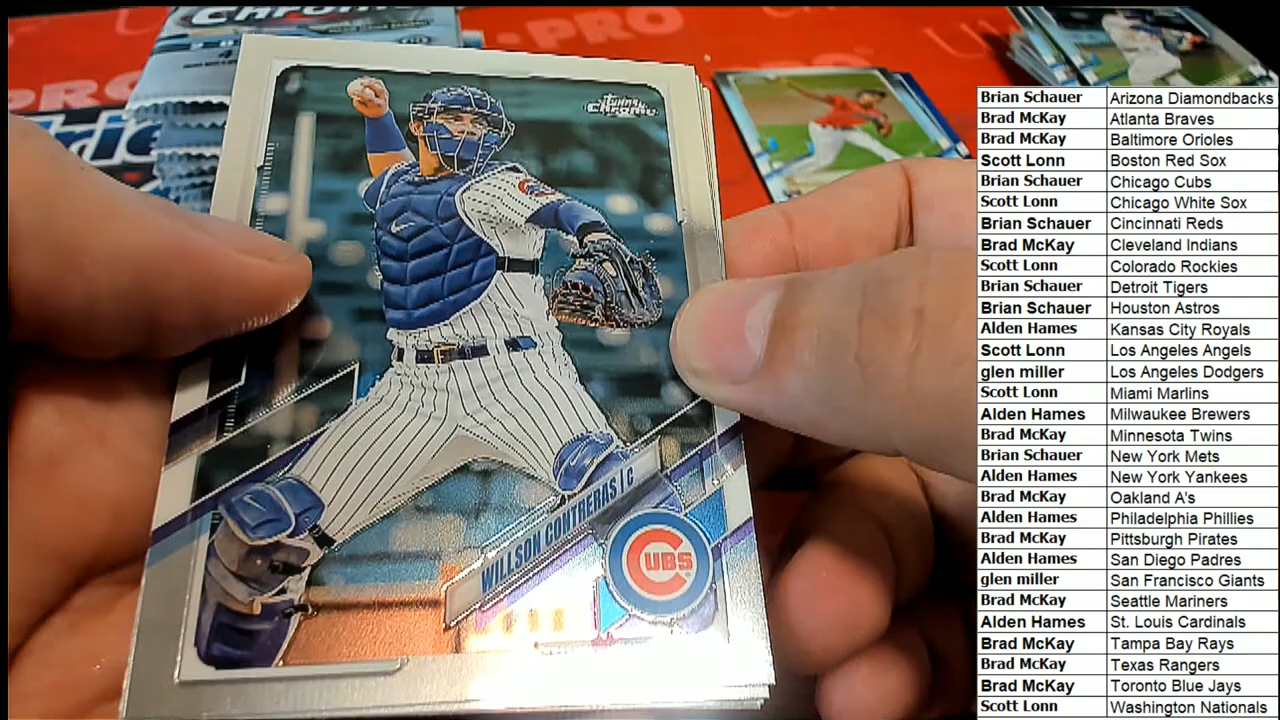 Chrome
PRO
PRO
Topps
Chrome
WILLSON CONTRERAS | C
CUBS
Brian Schauer Arizona Diamondbacks
Brad McKay Atlanta Braves
Brad McKay Baltimore Orioles
Scott Lonn Boston Red Sox
Brian Schauer Chicago Cubs
Scott Lonn Chicago White Sox
Brian Schauer Cincinnati Reds
Brad McKay Cleveland Indians
Scott Lonn Colorado Rockies
Brian Schauer Detroit Tigers
Brian Schauer Houston Astros
Alden Hames Kansas City Royals
Scott Lonn Los Angeles Angels
glen miller Los Angeles Dodgers
Scott Lonn Miami Marlins
Alden Hames Milwaukee Brewers
Brad McKay Minnesota Twins
Brian Schauer New York Mets
Alden Hames New York Yankees
Brad McKay Oakland A's
Alden Hames Philadelphia Phillies
Brad McKay Pittsburgh Pirates
Alden Hames San Diego Padres
glen miller San Francisco Giants
Brad McKay Seattle Mariners
Alden Hames St. Louis Cardinals
Brad McKay Tampa Bay Rays
Brad McKay Texas Rangers
Brad McKay Toronto Blue Jays
Scott Lonn Washington Nationals